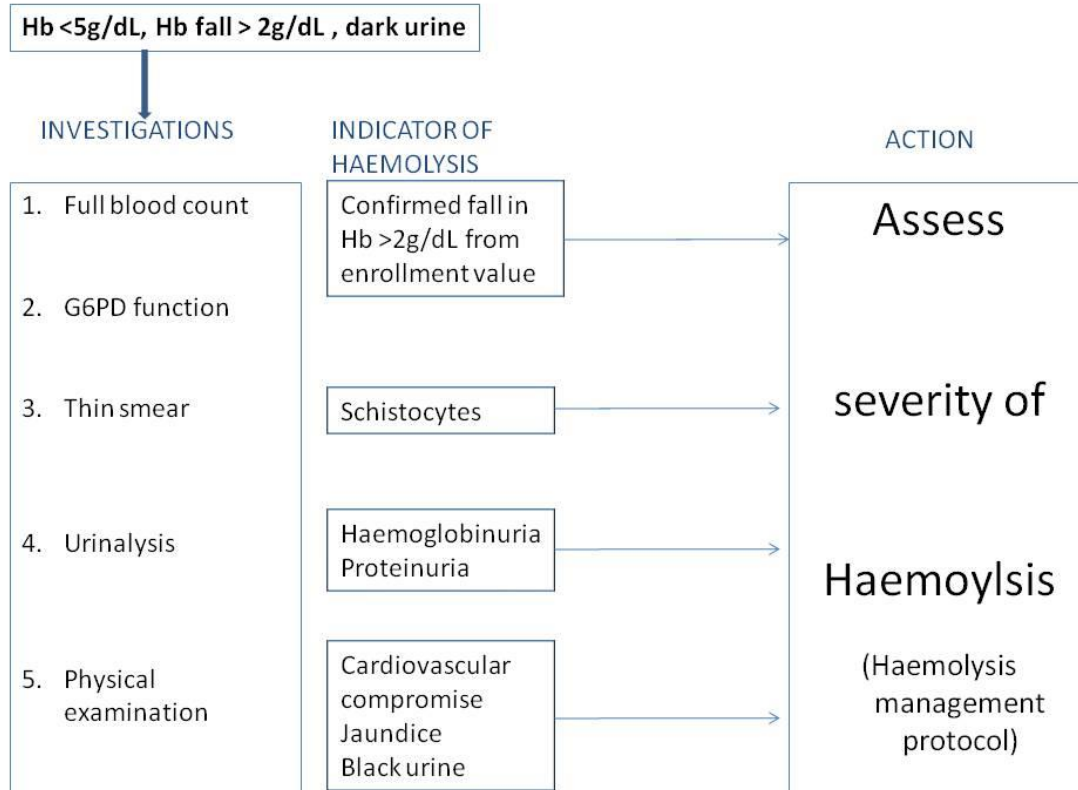 Hb <5g/dL, Hb fall > 2g/dL , dark urine
INVESTIGATIONS
1. Full blood count
2. G6PD function
3. Thin smear
4. Urinalysis
5. Physical
examination
INDICATOR OF
HAEMOLYSIS
Confirmed fall in
Hb >2g/dL from
enrollment value
Schistocytes
Haemoglobinuria
Proteinuria
Cardiovascular
compromise
Jaundice
Black urine
ACTION
Assess
severity of
Haemoylsis
(Haemolysis
management
protocol)